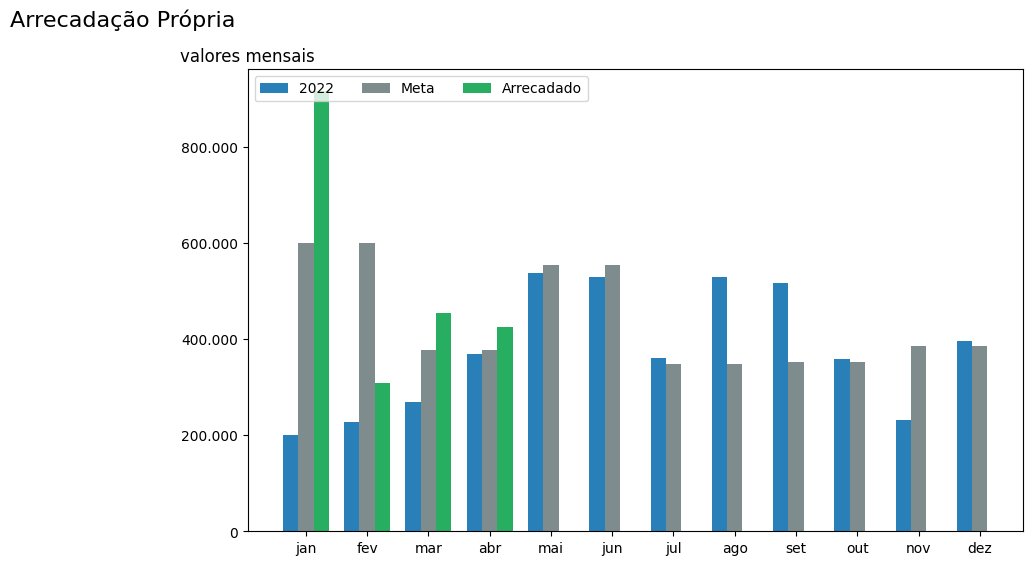 Arrecadação Própria
valores mensais
2022 Meta Arrecadado
800.000
600.000
400.000
200.000
0
jan fev mar abr mai jun jul ago set out nov dez